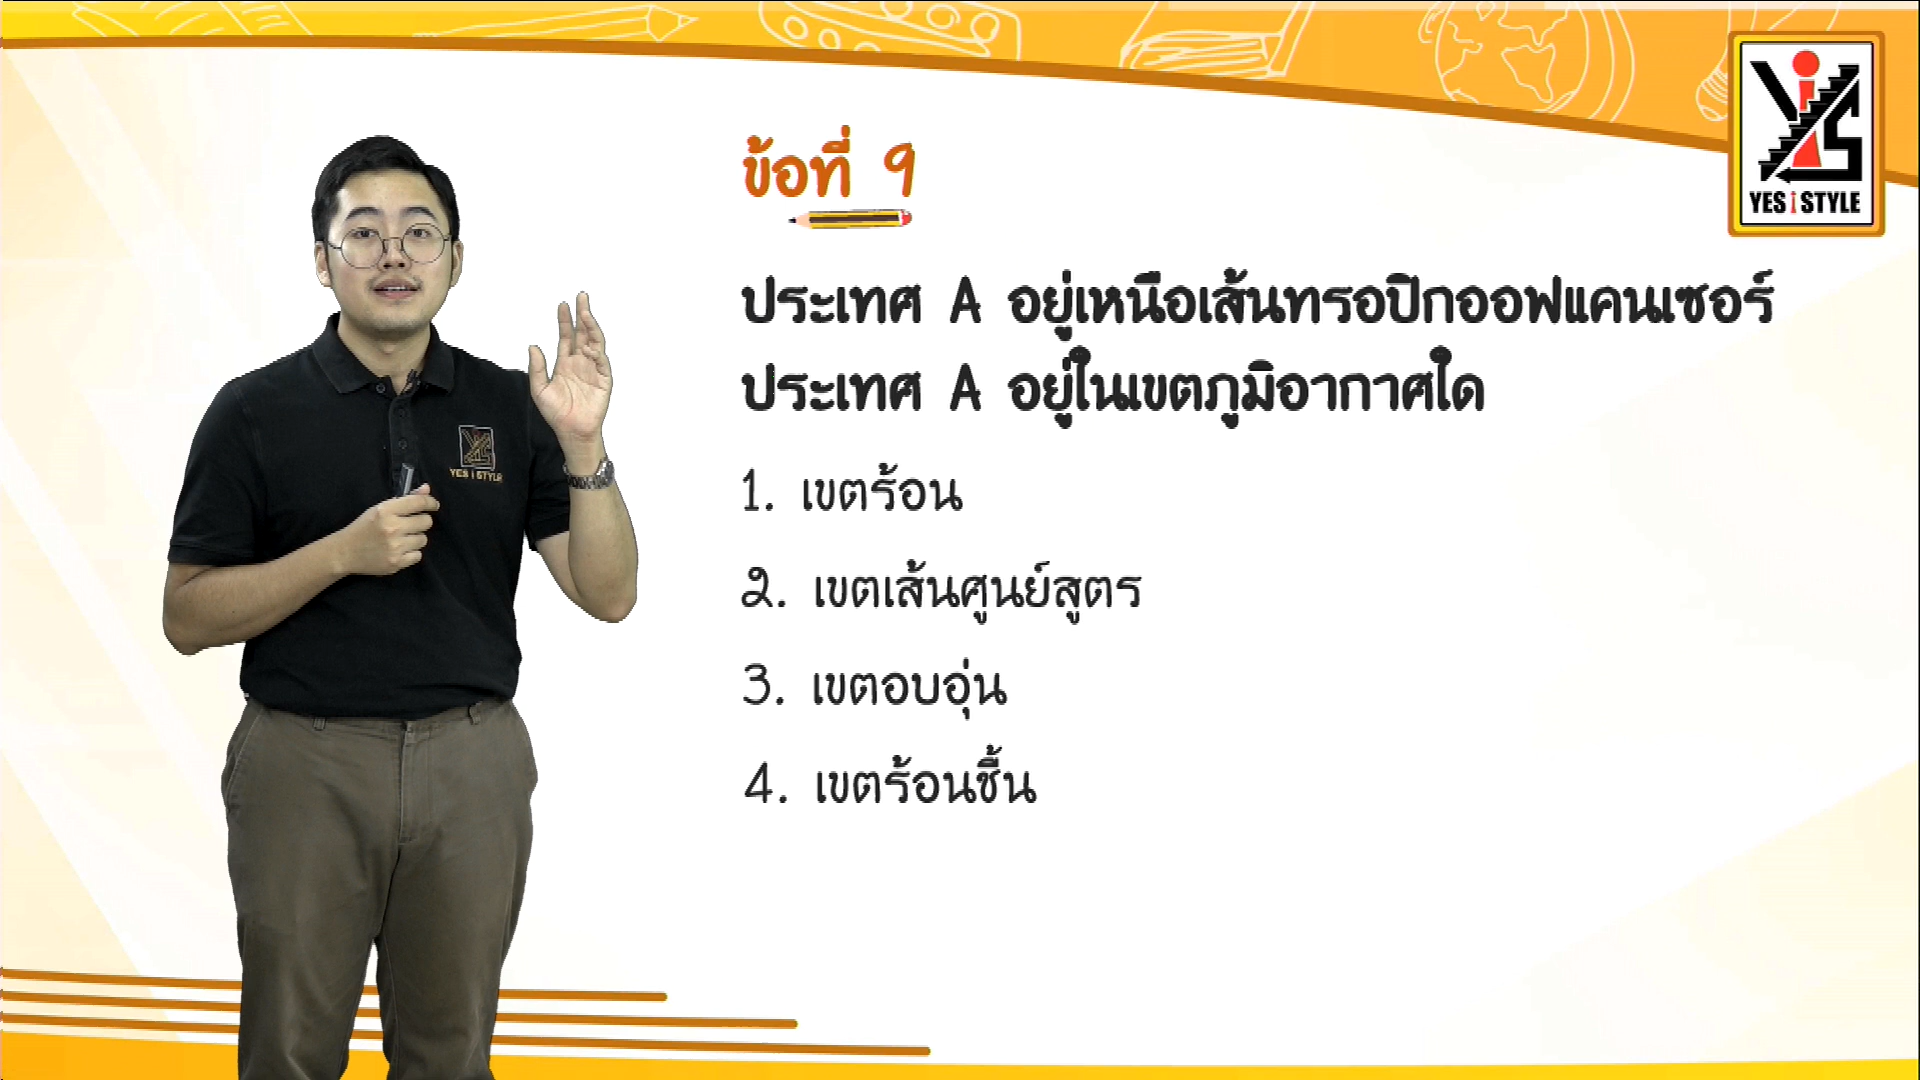 ข้อที่ 9
YES i STYLE
ประเทศ A อยู่เหนือเส้นทรอปิกออฟแคนเซอร์
ประเทศ A อยู่ในเขตภูมิอากาศใด
1. เขตร้อน
2. เขตเส้นศูนย์สูตร
3. เขตอบอุ่น
4. เขตร้อนชื้น
YES i STYLE